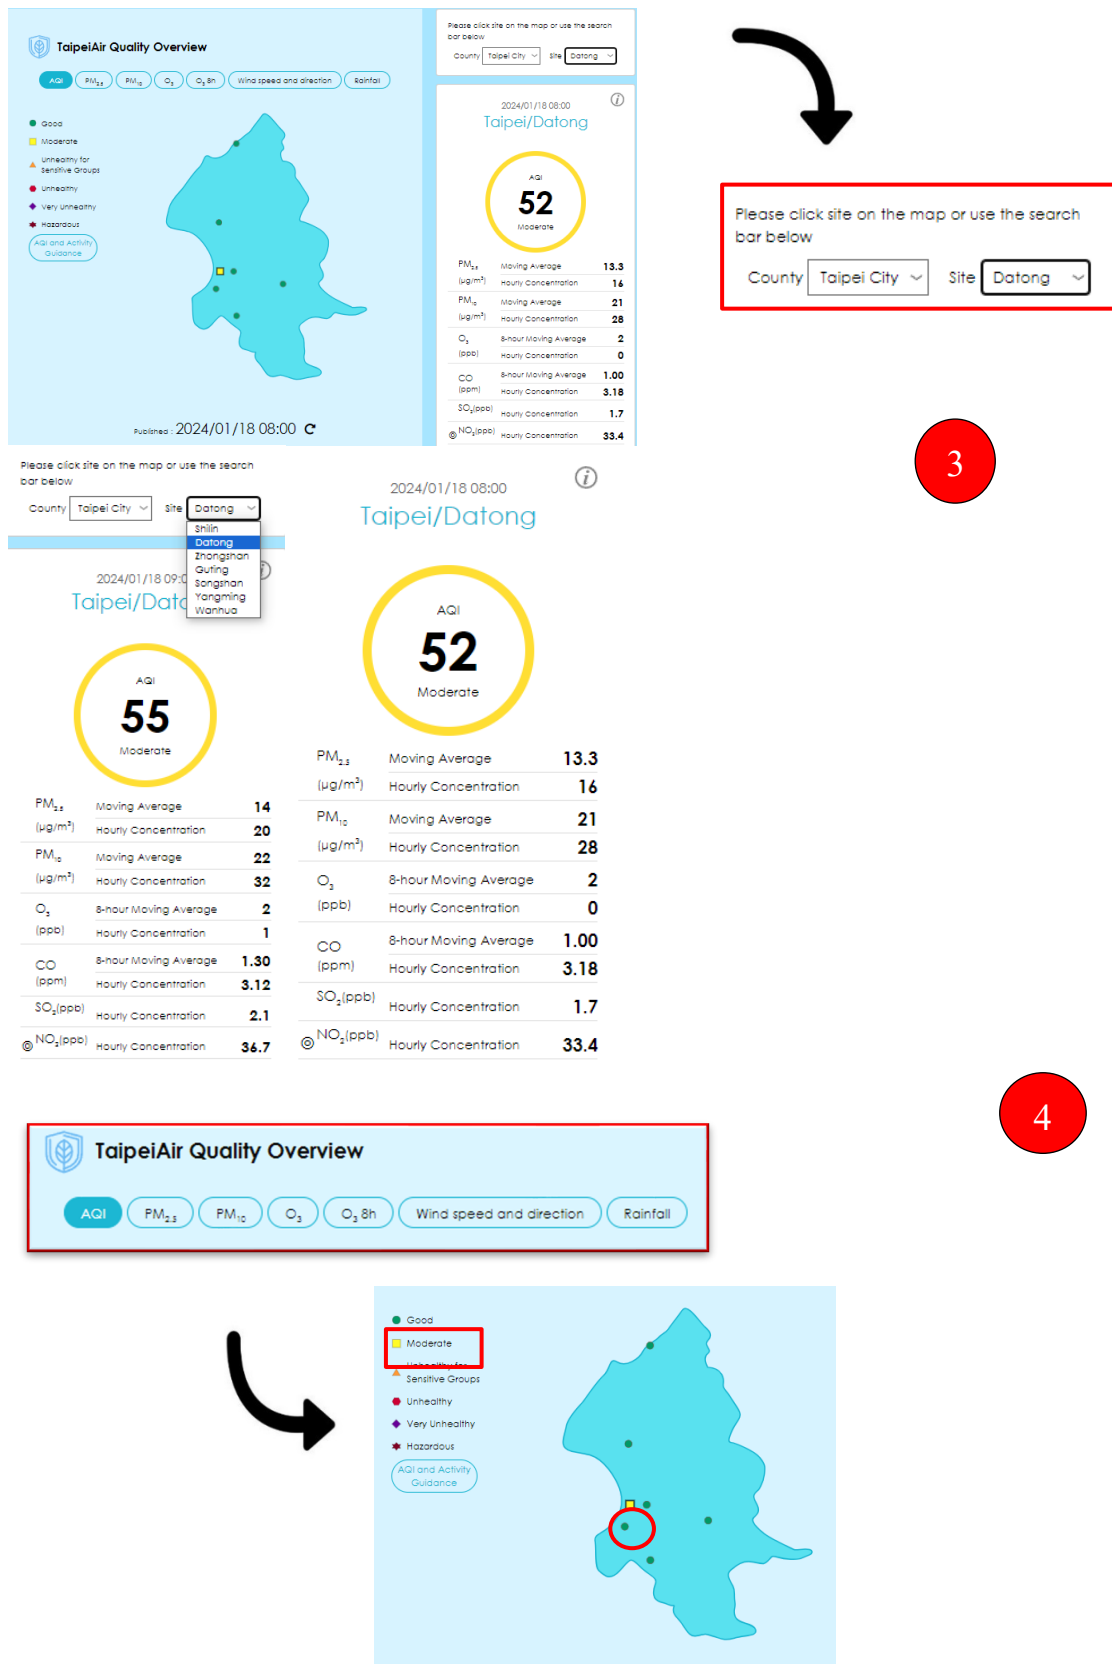 TaipeiAir Quality Overview
AQI PM2.5 PM10 O3 O3 8h Wind speed and direction Rainfall
Good
Moderate
Unhealthy for
Sensitive Groups
Unhealthy
Very Unhealthy
Hazardous
AQI and Activity
Guidance
Published : 2024/01/18 08:00
Please click site on the map or use the search
bar below
County Taipei City Site Datong
2024/01/18 08:00
Taipei/Datong
AQI
52
Moderate
PM2.5 Moving Average 13.3
(μg/m³) Hourly Concentration 16
PM10 Moving Average 21
(μg/m³) Hourly Concentration 28
O3 8-hour Moving Average 2
(ppb) Hourly Concentration 0
CO 8-hour Moving Average 1.00
(ppm) Hourly Concentration 3.18
SO2(ppb) Hourly Concentration 1.7
NO2(ppb) Hourly Concentration 33.4
Please click site on the map or use the search
bar below
County Taipei City Site Datong
3
Please click site on the map or use the search
bar below
County Taipei City Site Datong
Shilin
Datong
Zhongshan
Guting
Songshan
Yangming
Wanhua
2024/01/18 09:0
Taipei/Dato
AQI
55
Moderate
PM2.5 Moving Average 14
(μg/m³) Hourly Concentration 20
PM10 Moving Average 22
(μg/m³) Hourly Concentration 32
O3 8-hour Moving Average 2
(ppb) Hourly Concentration 1
CO 8-hour Moving Average 1.30
(ppm) Hourly Concentration 3.12
SO2(ppb) Hourly Concentration 2.1
NO2(ppb) Hourly Concentration 36.7
2024/01/18 08:00
Taipei/Datong
AQI
52
Moderate
PM2.5 Moving Average 13.3
(μg/m³) Hourly Concentration 16
PM10 Moving Average 21
(μg/m³) Hourly Concentration 28
O3 8-hour Moving Average 2
(ppb) Hourly Concentration 0
CO 8-hour Moving Average 1.00
(ppm) Hourly Concentration 3.18
SO2(ppb) Hourly Concentration 1.7
NO2(ppb) Hourly Concentration 33.4
4
TaipeiAir Quality Overview
AQI PM2.5 PM10 O3 O3 8h Wind speed and direction Rainfall
Good
Moderate
Unhealthy for
Sensitive Groups
Unhealthy
Very Unhealthy
Hazardous
AQI and Activity
Guidance